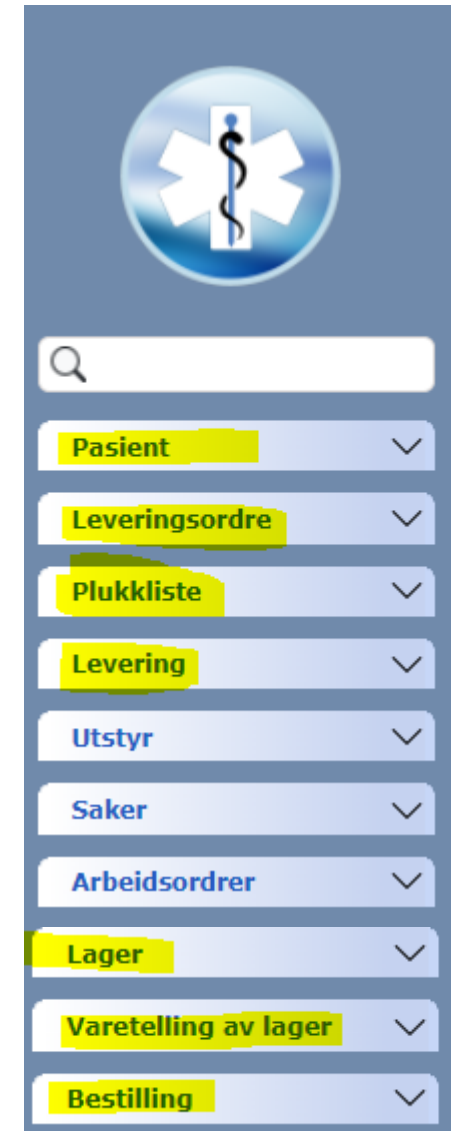 Pasient
Leveringsordre
Plukkliste
Levering
Utstyr
Saker
Arbeidsordrer
Lager
Varetelling av lager
Bestilling